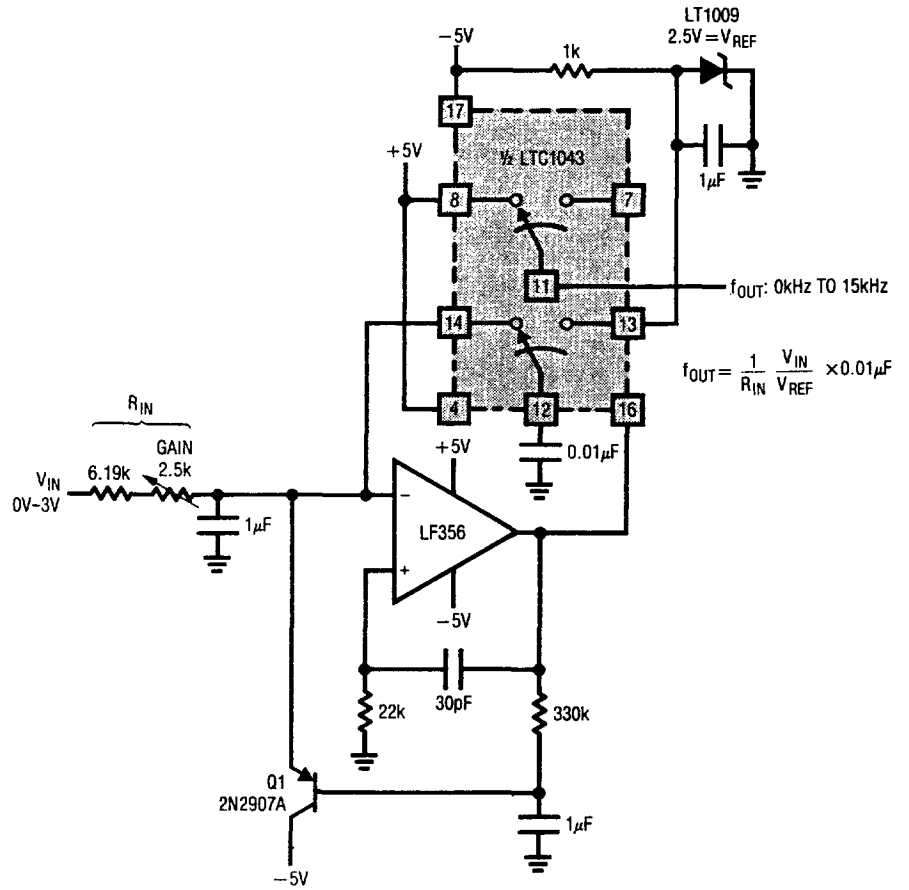 LT1009
2.5V=VREF
−5V
1k
17
½ LTC1043
1µF
+5V
8
7
11
fOUT: 0kHz TO 15kHz
14
13
fOUT= 1/RIN VIN/VREF ×0.01µF
4
12
16
RIN
GAIN
2.5k
6.19k
VIN
0V–3V
1µF
+5V
0.01µF
−
LF356
+
−5V
30pF
22k
330k
Q1
2N2907A
1µF
−5V